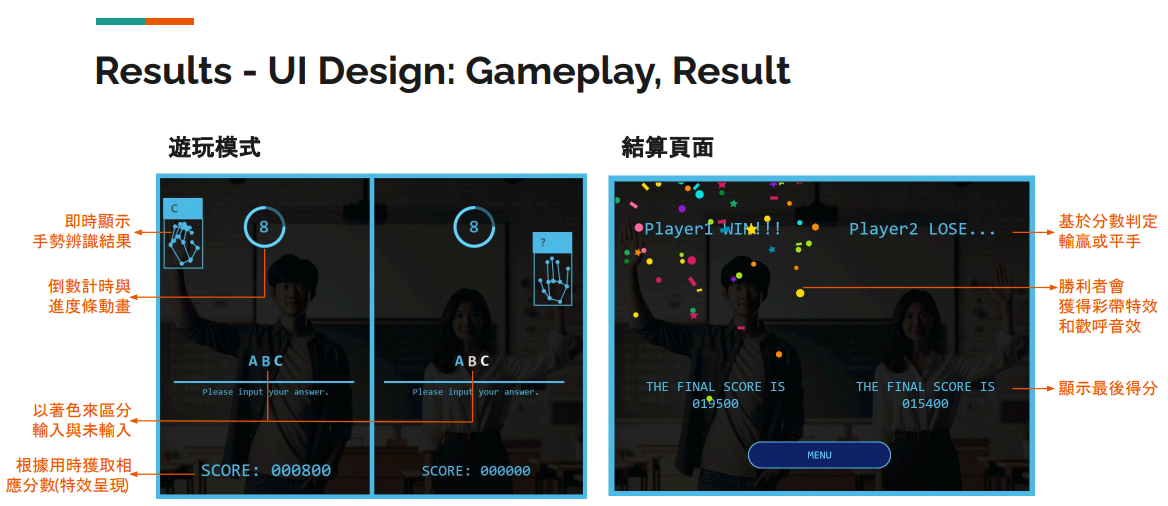 Results - UI Design: Gameplay, Result
遊玩模式
即時顯示
手勢辨識結果
倒數計時與
進度條動畫
以著色來區分
輸入與未輸入
根據用時獲取相
應分數(特效呈現)
C
8
A B C
Please input your answer.
SCORE: 000800
8
?
A B C
Please input your answer.
SCORE: 000000
結算頁面
Player1 WIN!!!
Player2 LOSE...
THE FINAL SCORE IS
019500
THE FINAL SCORE IS
015400
MENU
基於分數判定
輸贏或平手
勝利者會
獲得彩帶特效
和歡呼音效
顯示最後得分